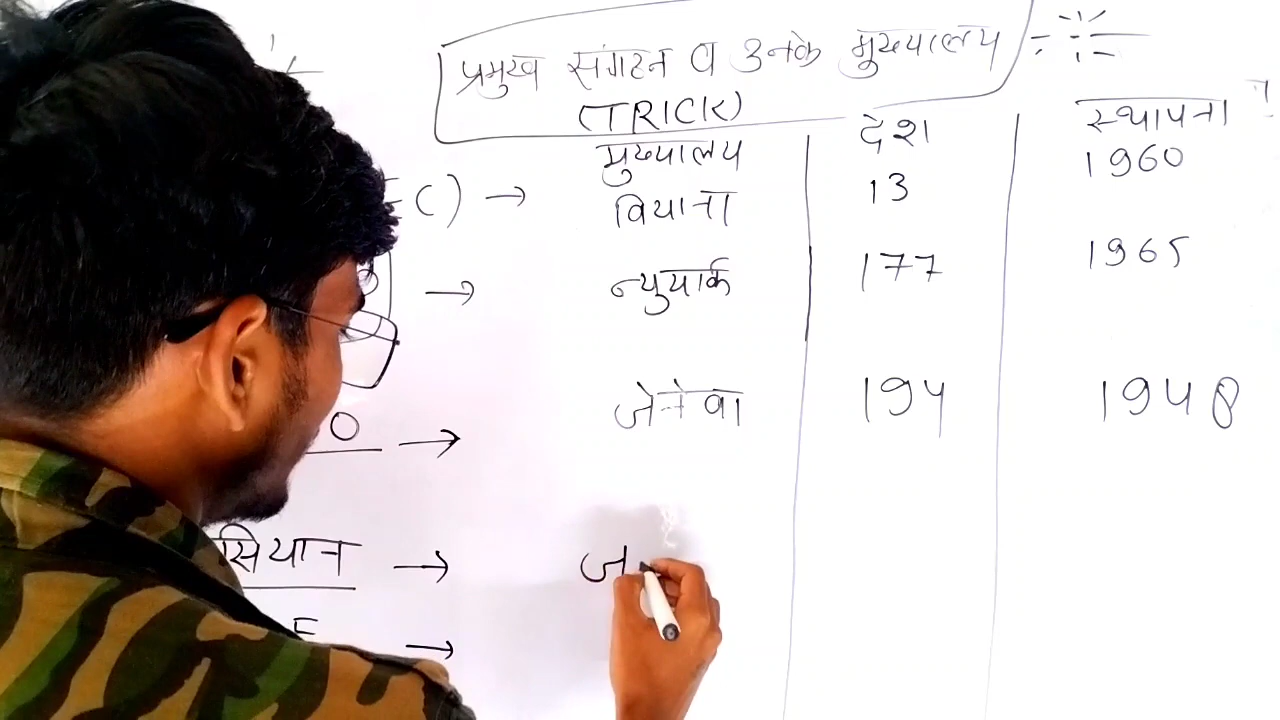 प्रमुख संगठन व उनके मुख्यालय
(TRICK)
मुख्यालय देश स्थापना
C) → वियाना 13 1960
→ न्युयार्क 177 1965
O → जेनेवा 194 1948
सियान → ज
F →